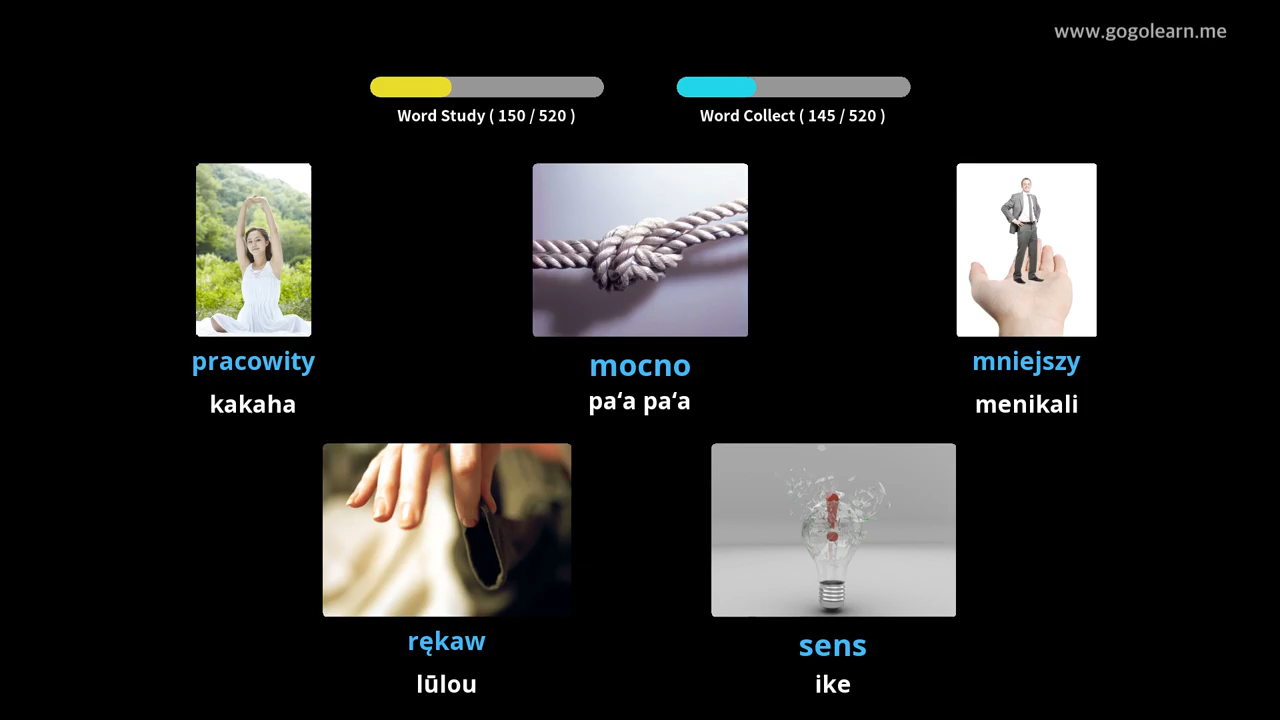 www.gogolearn.me
Word Study ( 150 / 520 )
Word Collect ( 145 / 520 )
pracowity
kakaha
mocno
paʻa paʻa
mniejszy
menikali
rękaw
lūlou
sens
ike